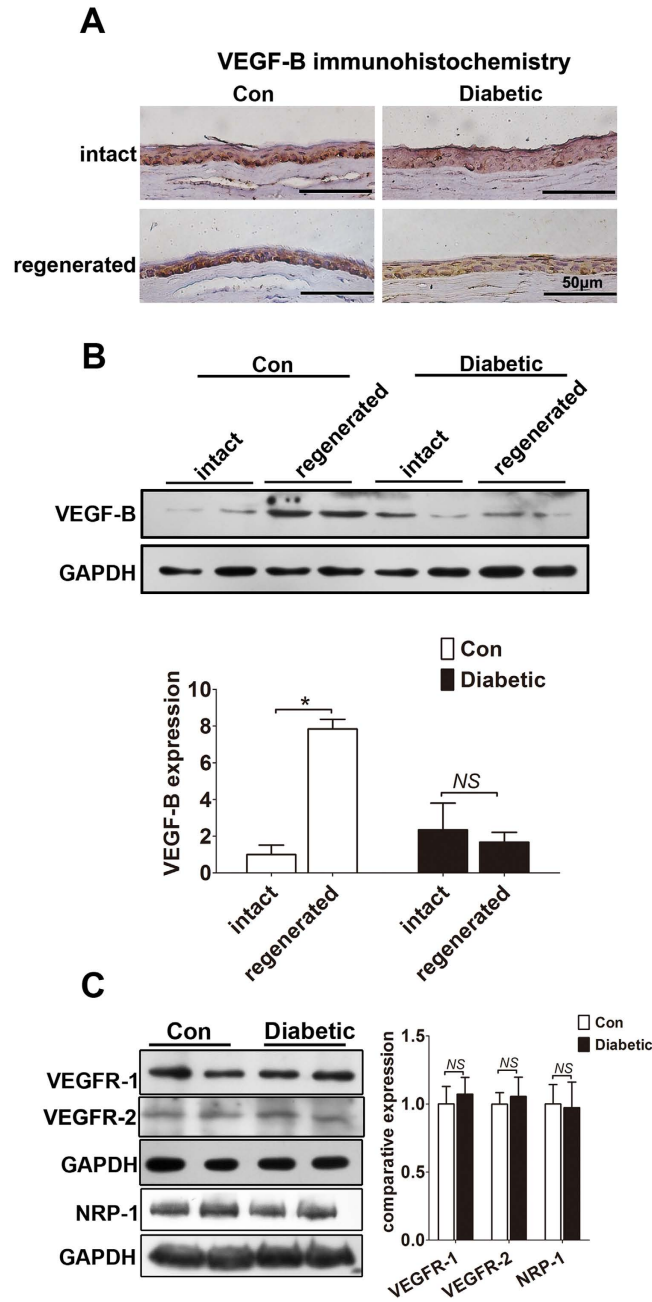 A
VEGF-B immunohistochemistry
Con Diabetic
intact
regenerated
50μm
B
Con Diabetic
intact regenerated intact regenerated
VEGF-B
GAPDH
Con
Diabetic
VEGF-B expression
10
8
6
4
2
0
*
NS
intact regenerated intact regenerated
C
Con Diabetic
VEGFR-1
VEGFR-2
GAPDH
NRP-1
GAPDH
Con
Diabetic
comparative expression
1.5
1.0
0.5
0.0
NS NS NS
VEGFR-1 VEGFR-2 NRP-1